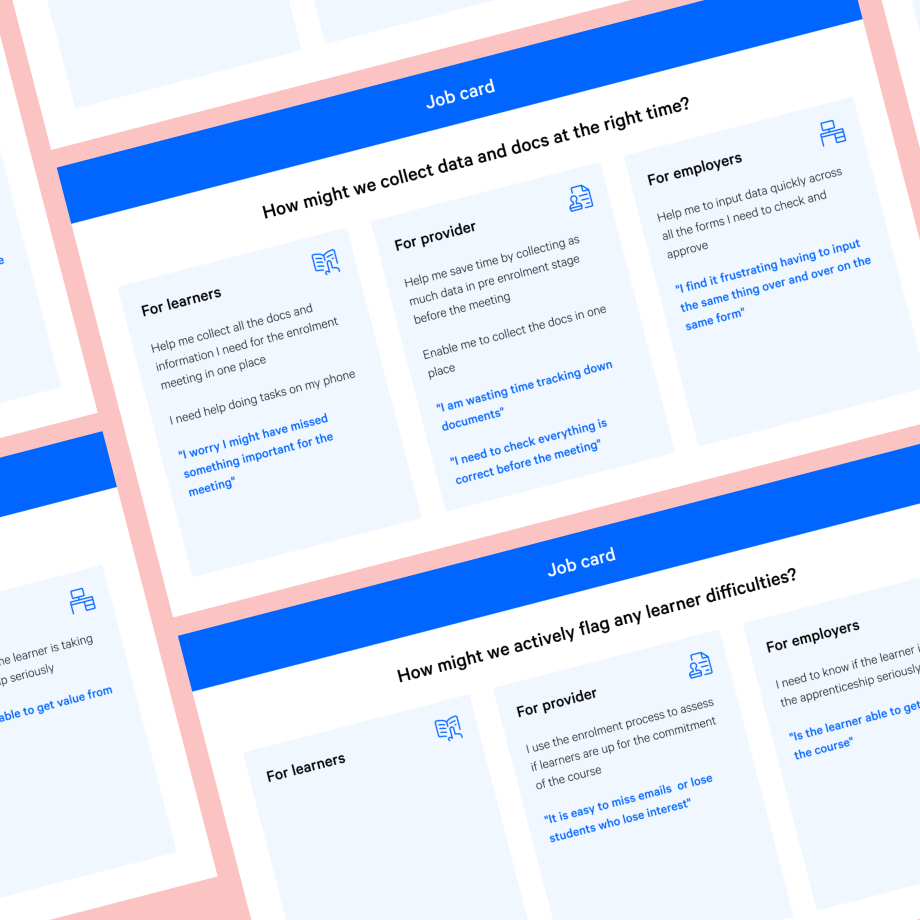 Job card
How might we collect data and docs at the right time?
For learners
Help me collect all the docs and
information I need for the enrolment
meeting in one place
I need help doing tasks on my phone
"I worry I might have missed
something important for the
meeting"
For provider
Help me save time by collecting as
much data in pre enrolment stage
before the meeting
Enable me to collect the docs in one
place
"I am wasting time tracking down
documents"
"I need to check everything is
correct before the meeting"
For employers
Help me to input data quickly across
all the forms I need to check and
approve
"I find it frustrating having to input
the same thing over and over on the
same form"
e
he learner is taking
p seriously
able to get value from
Job card
How might we actively flag any learner difficulties?
For learners
For provider
I use the enrolment process to assess
if learners are up for the commitment
of the course
"It is easy to miss emails or lose
students who lose interest"
For employers
I need to know if the learner i
the apprenticeship seriously
"Is the learner able to get
the course"